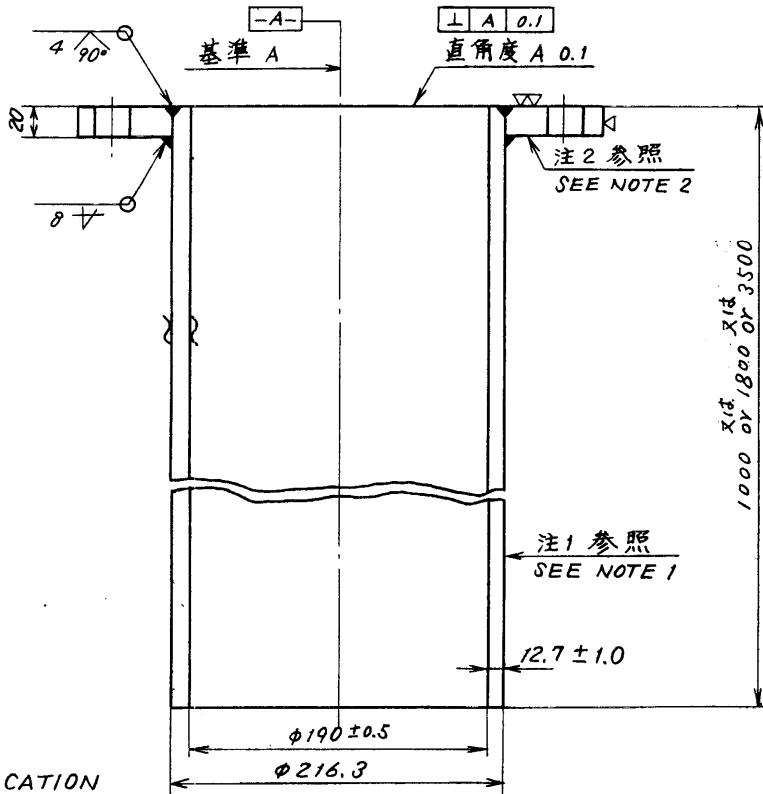 -A-
⊥ A 0.1
4 90°
基準 A
直角度 A 0.1
20
注2 参照
SEE NOTE 2
8
1000 又は or 1800 又は or 3500
注1 参照
SEE NOTE 1
12.7 ± 1.0
φ190 ±0.5
φ216.3
CATION